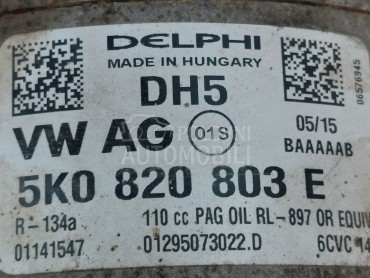 DELPHI
MADE IN HUNGARY
DH5
06576945
VW AG 01S
05/15
BAAAAAB
5K0 820 803 E
R-134a
110 cc PAG OIL RL-897 OR EQUIV
01141547
01295073022.D
6CVC 14